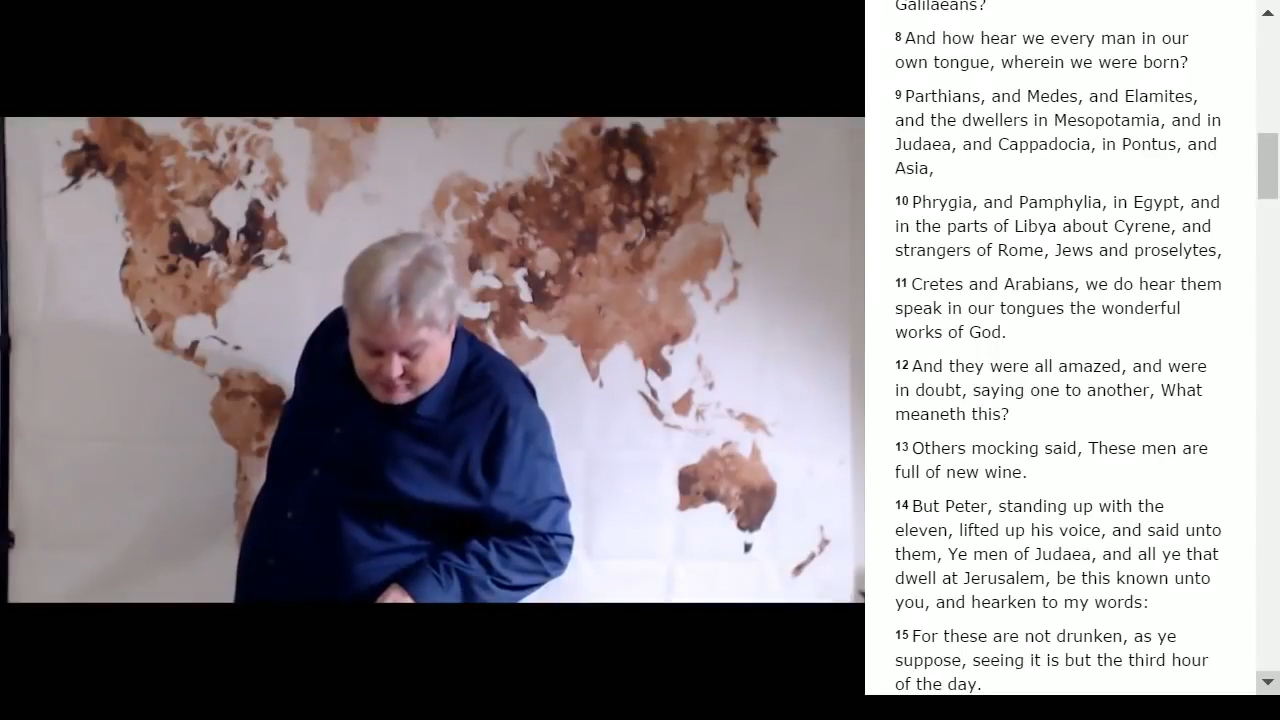 Galilaeans?
8 And how hear we every man in our
own tongue, wherein we were born?
9 Parthians, and Medes, and Elamites,
and the dwellers in Mesopotamia, and in
Judaea, and Cappadocia, in Pontus, and
Asia,
10 Phrygia, and Pamphylia, in Egypt, and
in the parts of Libya about Cyrene, and
strangers of Rome, Jews and proselytes,
11 Cretes and Arabians, we do hear them
speak in our tongues the wonderful
works of God.
12 And they were all amazed, and were
in doubt, saying one to another, What
meaneth this?
13 Others mocking said, These men are
full of new wine.
14 But Peter, standing up with the
eleven, lifted up his voice, and said unto
them, Ye men of Judaea, and all ye that
dwell at Jerusalem, be this known unto
you, and hearken to my words:
15 For these are not drunken, as ye
suppose, seeing it is but the third hour
of the day.